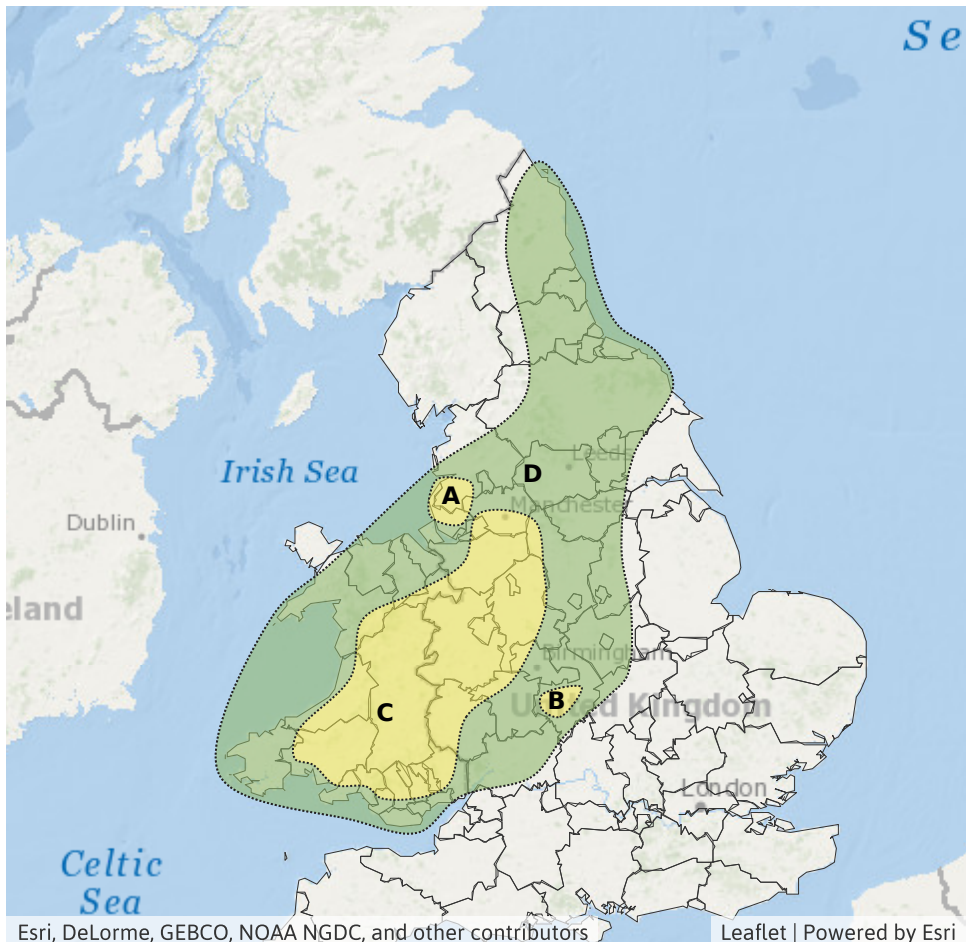 Se
Irish Sea
Leeds
D
A
Manchester
Dublin
eland
Birmingham
B
United Kingdom
C
London
Celtic
Sea
Esri, DeLorme, GEBCO, NOAA NGDC, and other contributors
Leaflet | Powered by Esri